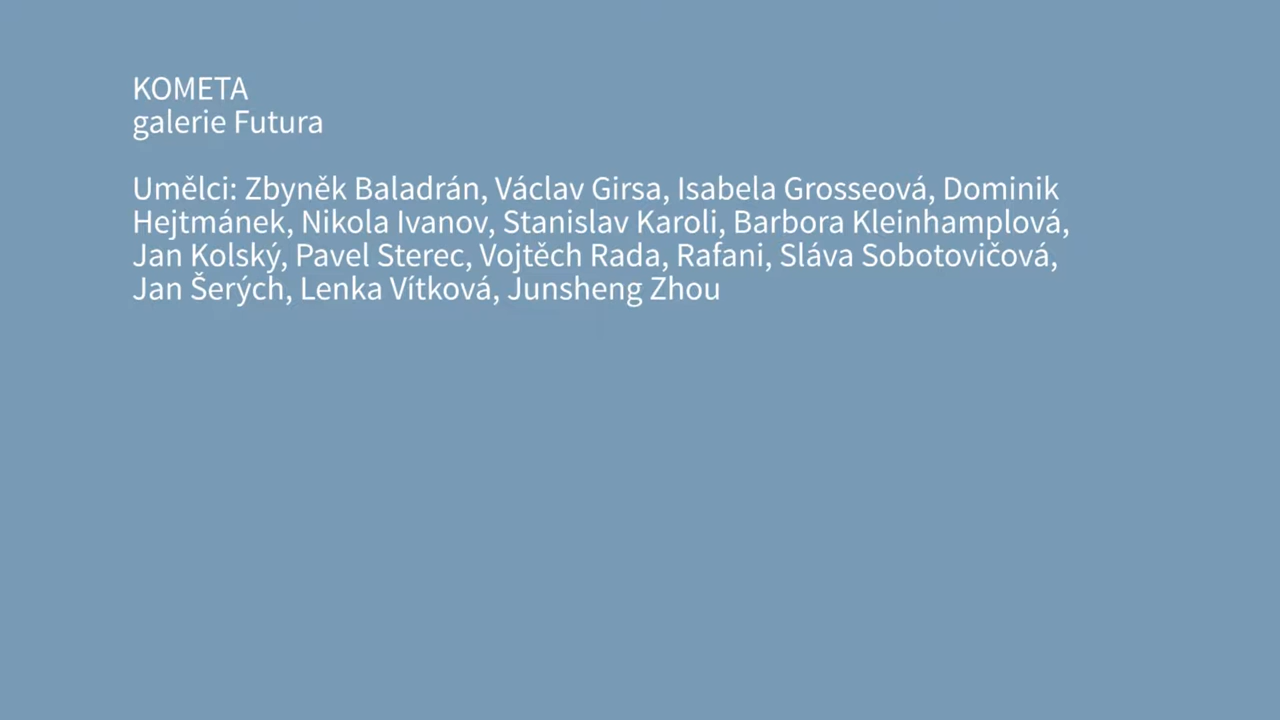 KOMETA
galerie Futura
Umělci: Zbyněk Baladrán, Václav Girsa, Isabela Grosseová, Dominik
Hejtmánek, Nikola Ivanov, Stanislav Karoli, Barbora Kleinhamplová,
Jan Kolský, Pavel Sterec, Vojtěch Rada, Rafani, Sláva Sobotovičová,
Jan Šerých, Lenka Vítková, Junsheng Zhou